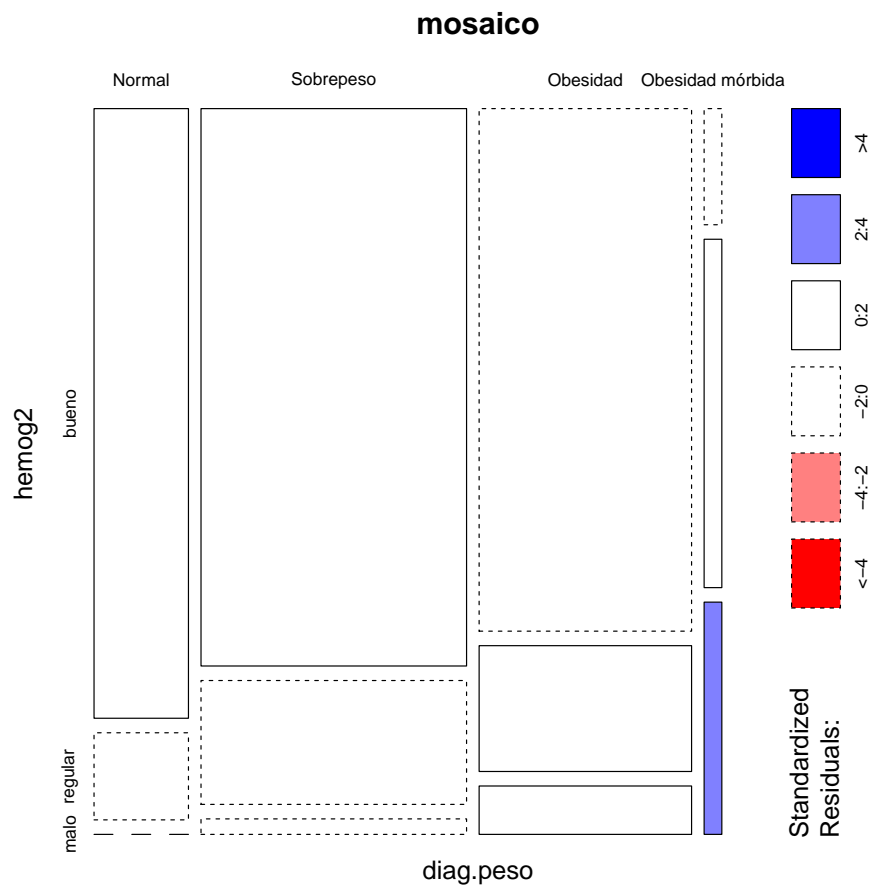 mosaico
Normal
Sobrepeso
Obesidad
Obesidad mórbida
hemog2
bueno
regular
malo
diag.peso
Standardized
Residuals:
<−4
−4:−2
−2:0
0:2
2:4
>4